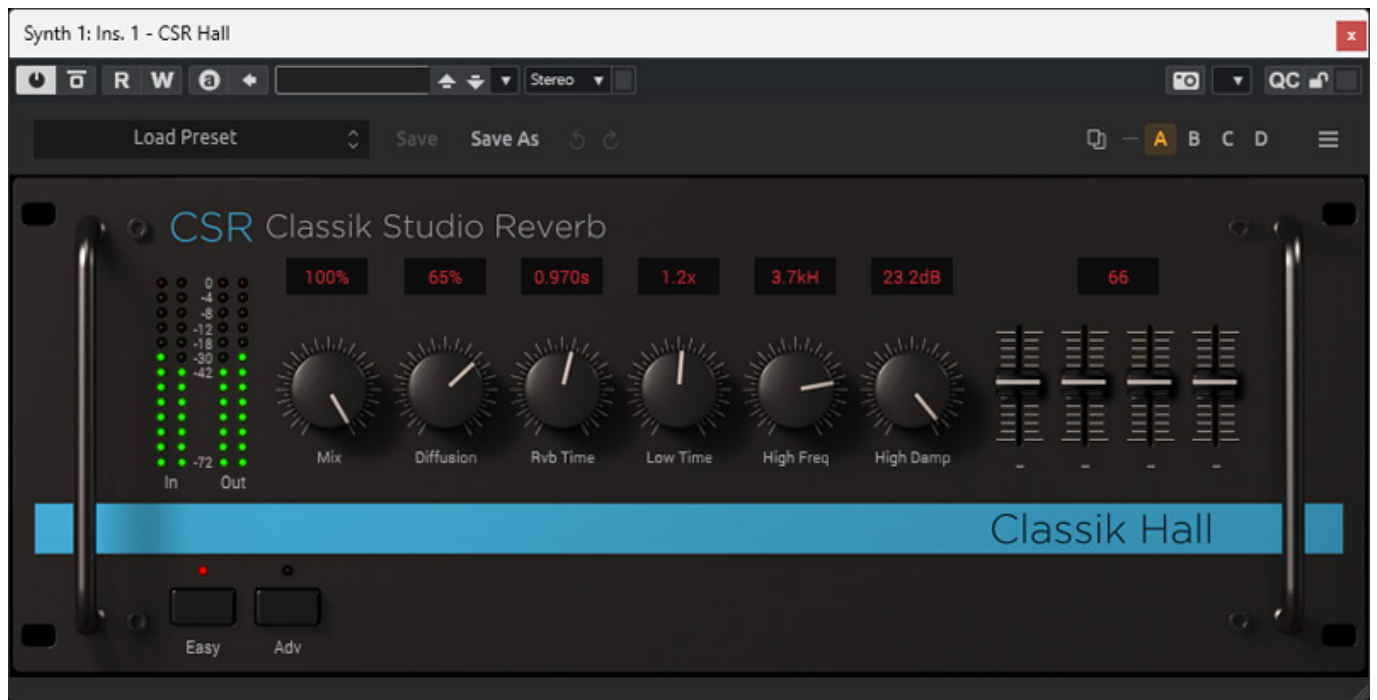 Synth 1: Ins. 1 - CSR Hall
x
R W a Stereo QC
Load Preset Save Save As A B C D
CSR Classik Studio Reverb
100% 65% 0.970s 1.2x 3.7kH 23.2dB 66
0
-4
-8
-12
-18
-30
-42
-72
Mix Diffusion Rvb Time Low Time High Freq High Damp - - - -
In Out
Classik Hall
Easy Adv